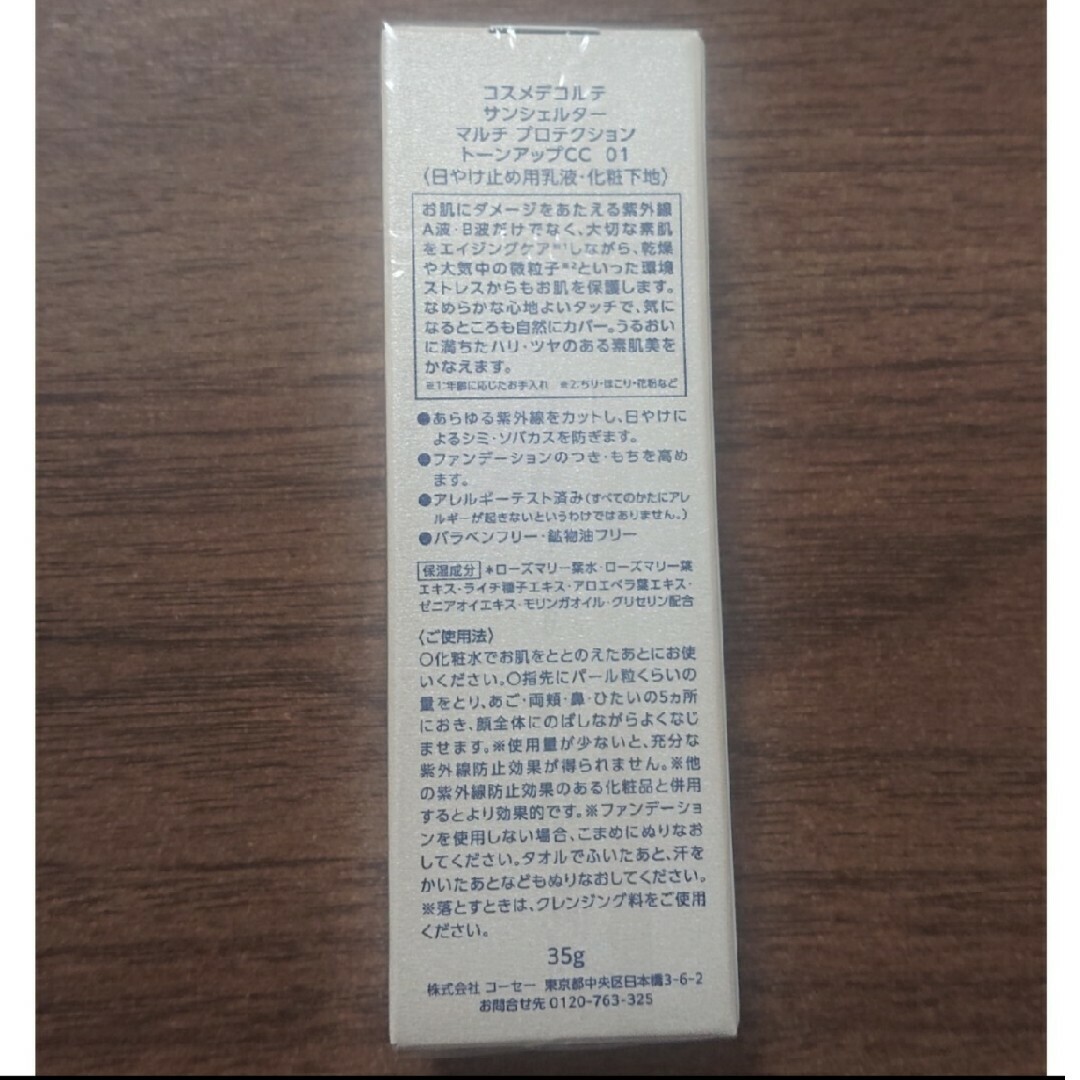 コスメデコルテ
サンシェルター
マルチ プロテクション
トーンアップCC 01
〈日やけ止め用乳液・化粧下地〉
お肌にダメージをあたえる紫外線
A波・B波だけでなく、大切な素肌
をエイジングケア※1しながら、乾燥
や大気中の微粒子※2といった環境
ストレスからもお肌を保護します。
なめらかな心地よいタッチで、気に
なるところも自然にカバー。うるおい
に満ちたハリ・ツヤのある素肌美を
かなえます。
※1:年齢に応じたお手入れ ※2:ちり・ほこり・花粉など
●あらゆる紫外線をカットし、日やけに
よるシミ・ソバカスを防ぎます。
●ファンデーションのつき・もちを高め
ます。
●アレルギーテスト済み(すべてのかたにアレ
ルギーが起きないというわけではありません。)
●パラベンフリー・鉱物油フリー
保湿成分 *ローズマリー葉水・ローズマリー葉
エキス・ライチ種子エキス・アロエベラ葉エキス・
ゼニアオイエキス・モリンガオイル・グリセリン配合
〈ご使用法〉
○化粧水でお肌をととのえたあとにお使
いください。○指先にパール粒くらいの
量をとり、あご・両頬・鼻・ひたいの5ヵ所
におき、顔全体にのばしながらよくなじ
ませます。※使用量が少ないと、充分な
紫外線防止効果が得られません。※他
の紫外線防止効果のある化粧品と併用
するとより効果的です。※ファンデーショ
ンを使用しない場合、こまめにぬりなお
してください。タオルでふいたあと、汗を
かいたあとなどもぬりなおしてください。
※落とすときは、クレンジング料をご使用
ください。
35g
株式会社 コーセー 東京都中央区日本橋3-6-2
お問合せ先 0120-763-325